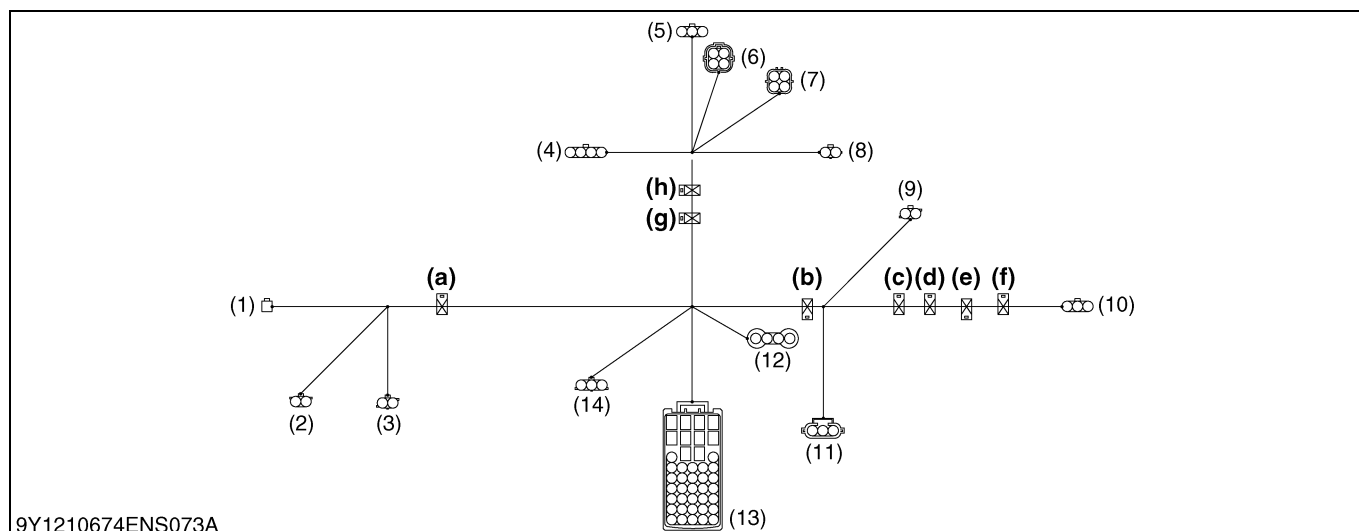 (5)
(6)
(7)
(4)
(8)
(h)
(9)
(g)
(a)
(b)
(c)
(d)
(e)
(f)
(1)
(10)
(12)
(14)
(2)
(3)
(11)
(13)
9Y1210674ENS073A